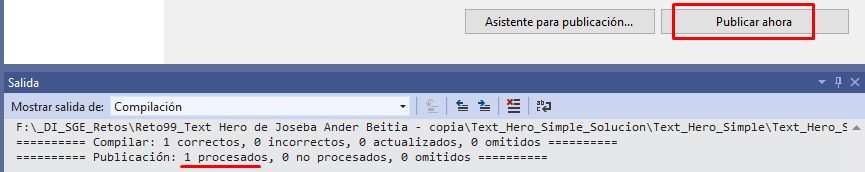 Asistente para publicación... Publicar ahora
Salida
Mostrar salida de: Compilación
F:\_DI_SGE_Retos\Reto99_Text Hero de Joseba Ander Beitia - copia\Text_Hero_Simple_Solucion\Text_Hero_Simple\Text_Hero_S
========== Compilar: 1 correctos, 0 incorrectos, 0 actualizados, 0 omitidos ==========
========== Publicación: 1 procesados, 0 no procesados, 0 omitidos ==========